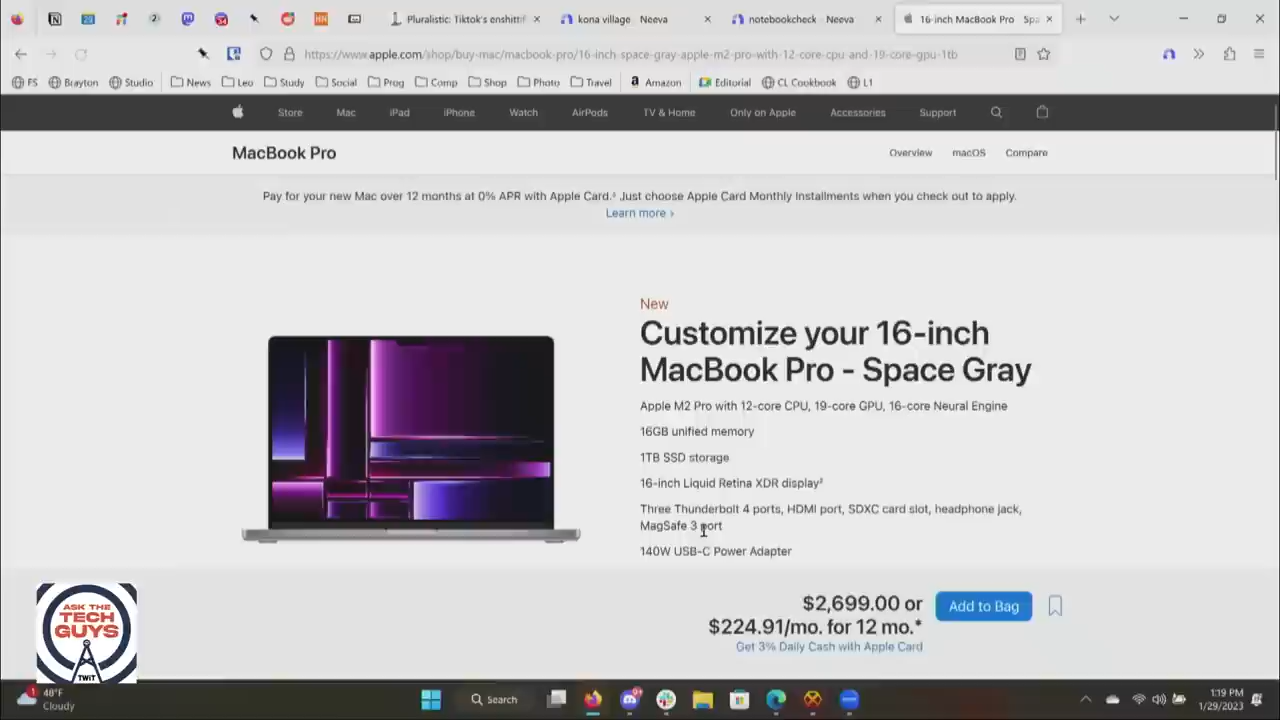 Pluralistic: Tiktok's enshitti
kona village - Neeva
notebookcheck - Neeva
16-inch MacBook Pro - Spa
https://www.apple.com/shop/buy-mac/macbook-pro/16-inch-space-gray-apple-m2-pro-with-12-core-cpu-and-19-core-gpu-1tb
FS Brayton Studio News Leo Study Social Prog Comp Shop Photo Travel Amazon Editorial CL Cookbook L1
Store Mac iPad iPhone Watch AirPods TV & Home Only on Apple Accessories Support
MacBook Pro
Overview macOS Compare
Pay for your new Mac over 12 months at 0% APR with Apple Card.◊ Just choose Apple Card Monthly Installments when you check out to apply.
Learn more ›
New
Customize your 16-inch
MacBook Pro - Space Gray
Apple M2 Pro with 12-core CPU, 19-core GPU, 16-core Neural Engine
16GB unified memory
1TB SSD storage
16-inch Liquid Retina XDR display²
Three Thunderbolt 4 ports, HDMI port, SDXC card slot, headphone jack,
MagSafe 3 port
140W USB-C Power Adapter
$2,699.00 or
$224.91/mo. for 12 mo.*
Get 3% Daily Cash with Apple Card
Add to Bag
ASK THE
TECH
GUYS
TWiT
1
48°F
Cloudy
Search
1:19 PM
1/29/2023